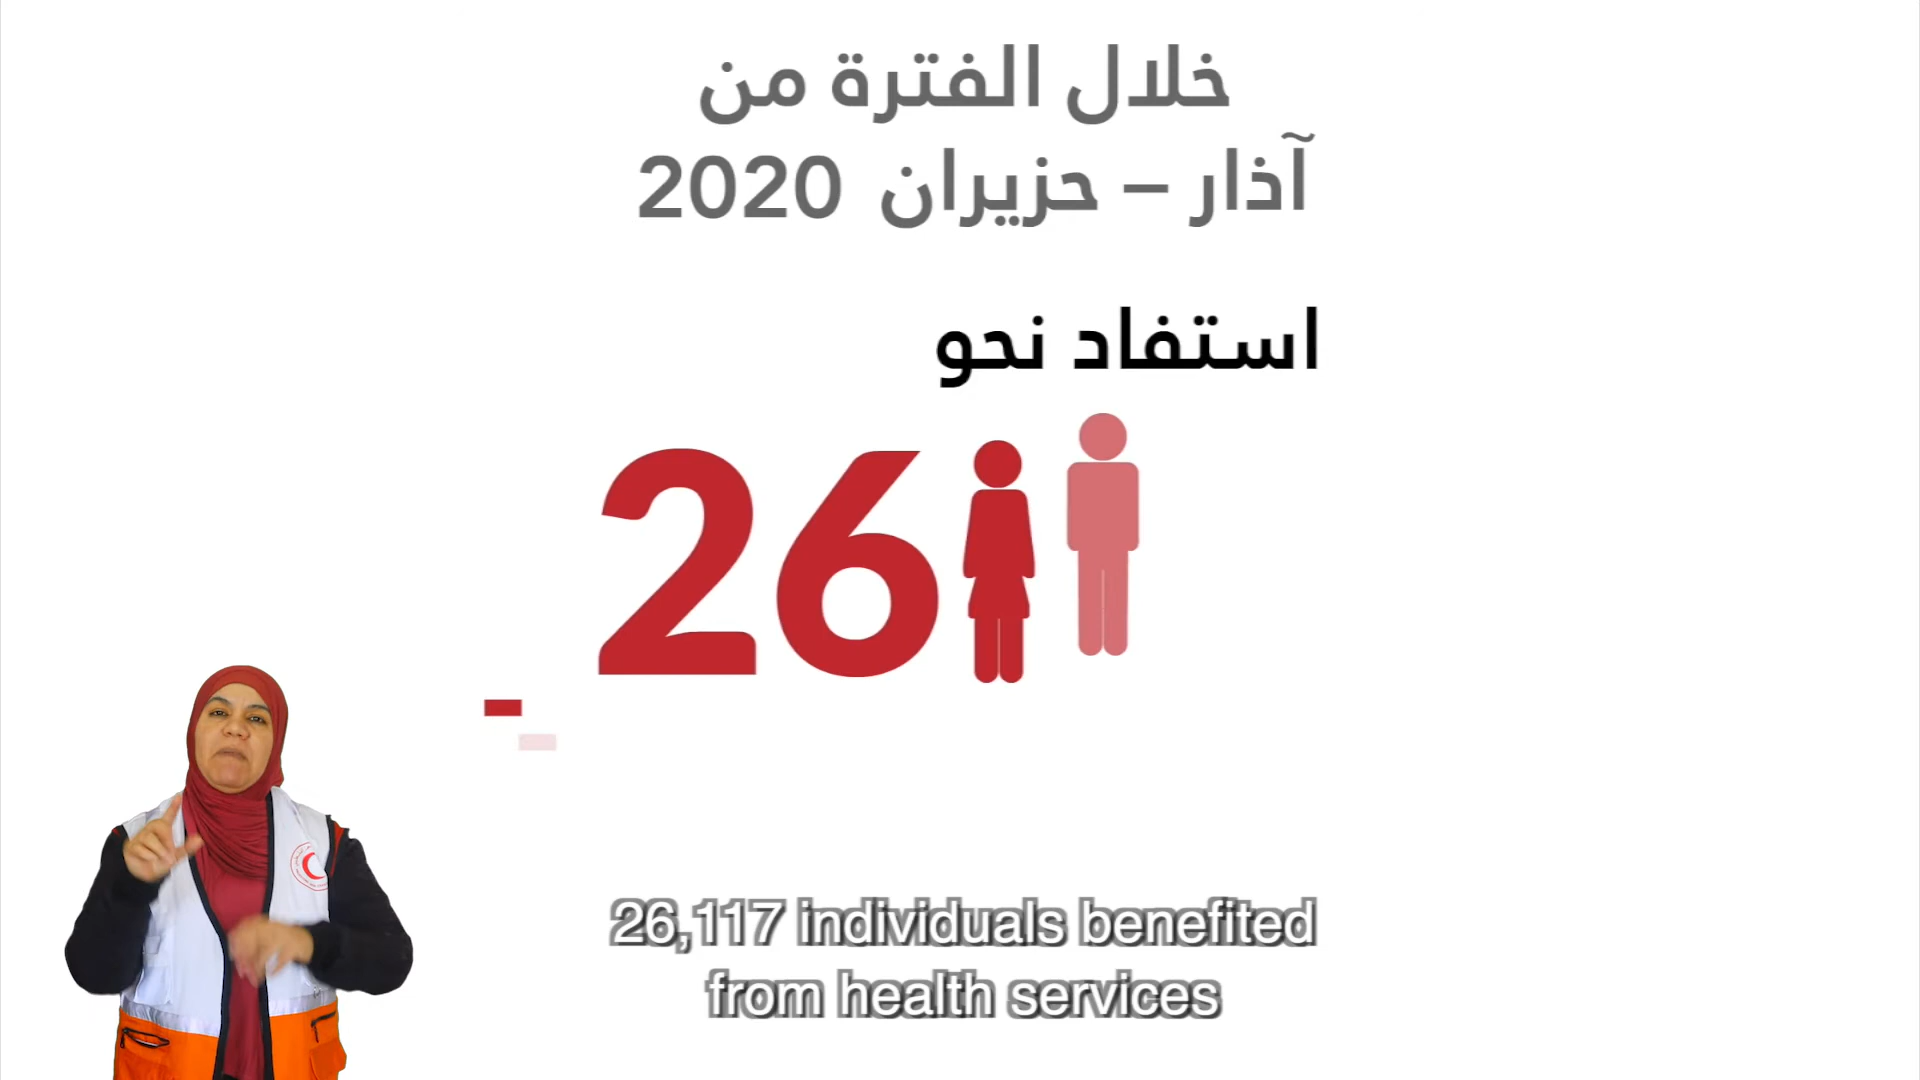 خلال الفترة من
آذار – حزيران 2020
استفاد نحو
26
26,117 individuals benefited
from health services